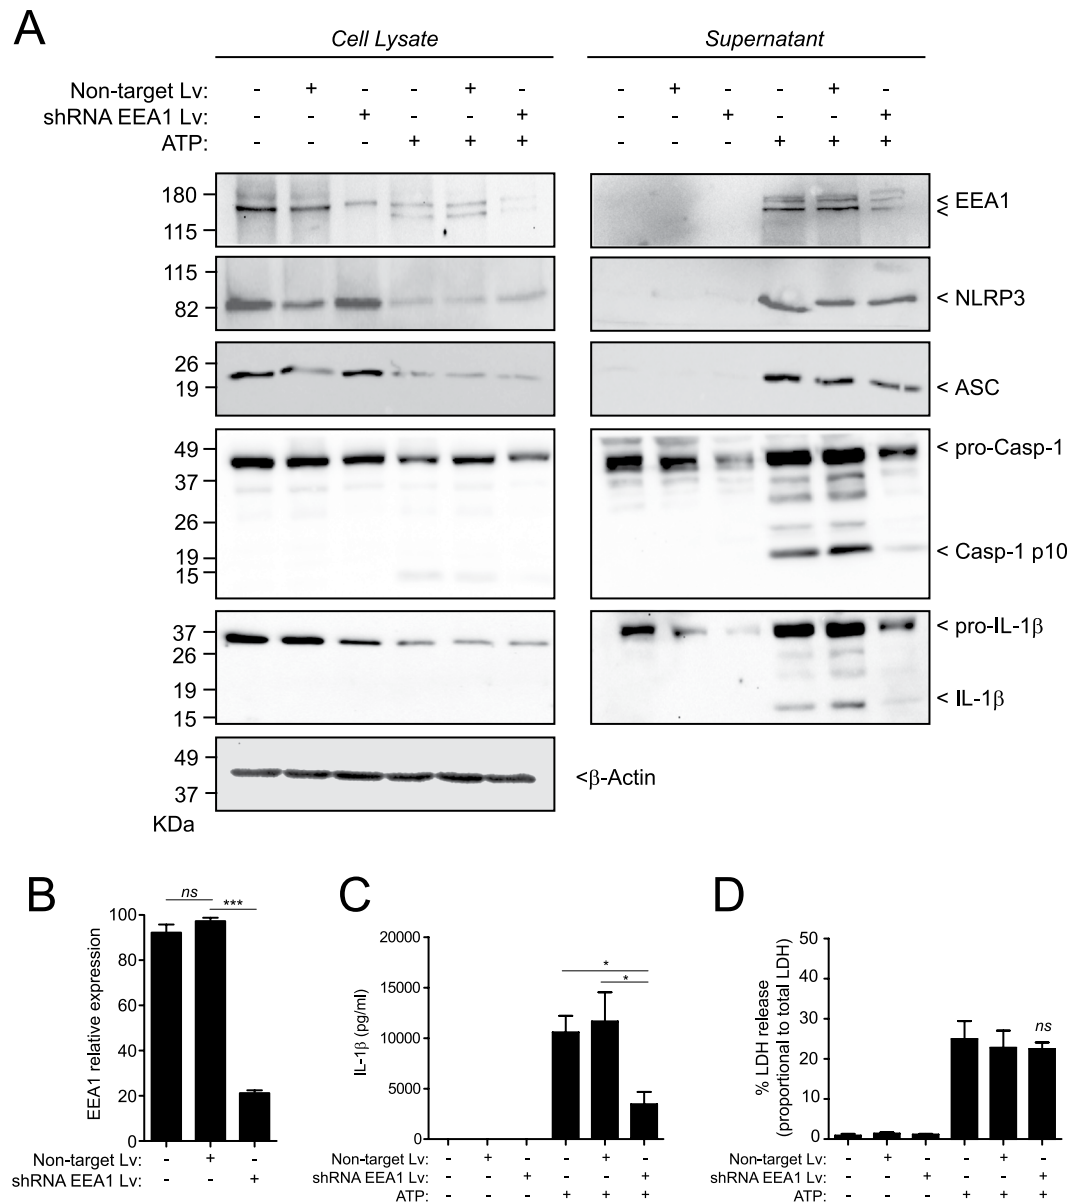 A
Cell Lysate Supernatant
Non-target Lv: - + - - + - - + - - + -
shRNA EEA1 Lv: - - + - - + - - + - - +
ATP: - - - + + + - - - + + +
180
115
< < EEA1
115
82
< NLRP3
26
19
< ASC
49
37
26
19
15
< pro-Casp-1
< Casp-1 p10
37
26
19
15
< pro-IL-1β
< IL-1β
49
37
<β-Actin
KDa
B
ns
***
EEA1 relative expression
100
80
60
40
20
0
Non-target Lv: - + -
shRNA EEA1 Lv: - - +
C
*
*
IL-1β (pg/ml)
20000
15000
10000
5000
0
Non-target Lv: - + - - + -
shRNA EEA1 Lv: - - + - - +
ATP: - - - + + +
D
ns
% LDH release
(proportional to total LDH)
50
40
30
20
10
0
Non-target Lv: - + - - + -
shRNA EEA1 Lv: - - + - - +
ATP: - - - + + +